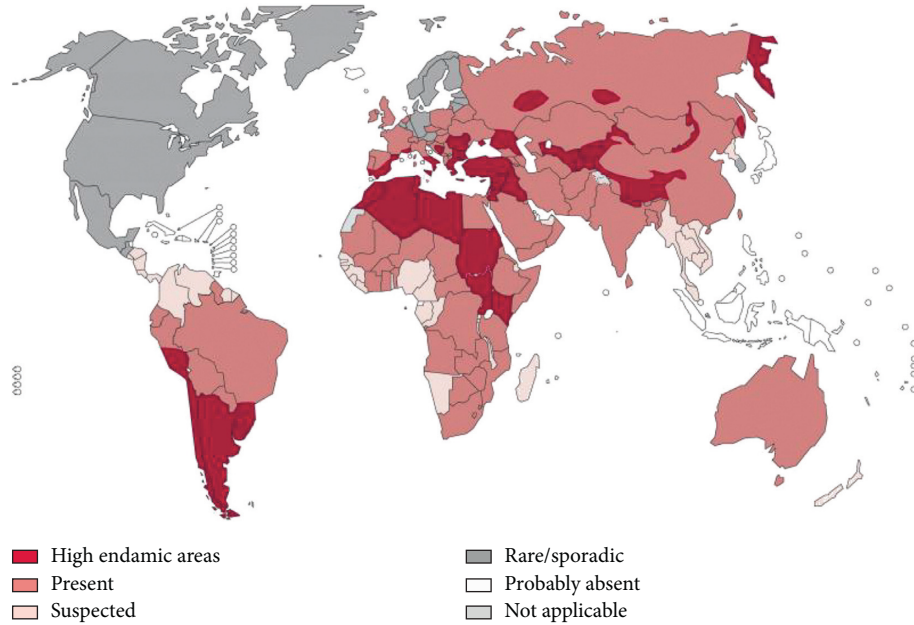 High endamic areas
Present
Suspected
Rare/sporadic
Probably absent
Not applicable